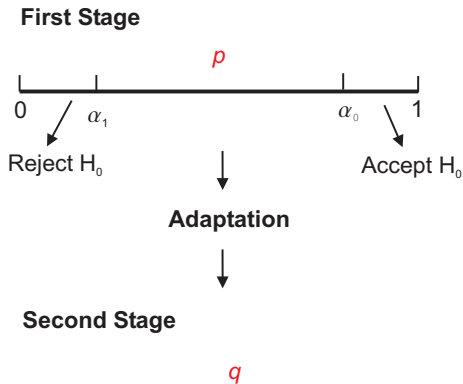 First Stage
p
0 α₁ α₀ 1
Reject H₀ Accept H₀
Adaptation
Second Stage
q